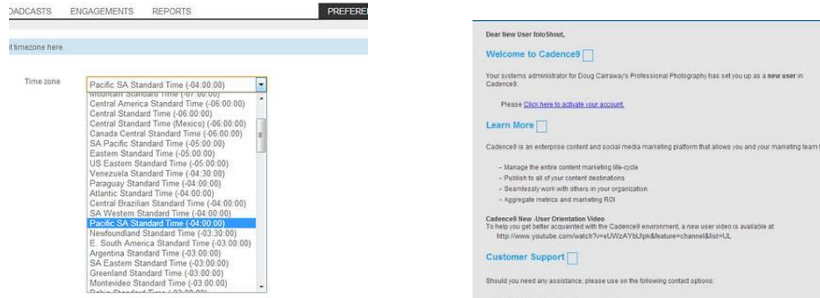 OADCASTS ENGAGEMENTS REPORTS PREFERE
t timezone here
Time zone
Pacific SA Standard Time (-04:00:00)
Mountain Standard Time (-07:00:00)
Central America Standard Time (-06:00:00)
Central Standard Time (-06:00:00)
Central Standard Time (Mexico) (-06:00:00)
Canada Central Standard Time (-06:00:00)
SA Pacific Standard Time (-05:00:00)
Eastern Standard Time (-05:00:00)
US Eastern Standard Time (-05:00:00)
Venezuela Standard Time (-04:30:00)
Paraguay Standard Time (-04:00:00)
Atlantic Standard Time (-04:00:00)
Central Brazilian Standard Time (-04:00:00)
SA Western Standard Time (-04:00:00)
Pacific SA Standard Time (-04:00:00)
Newfoundland Standard Time (-03:30:00)
E. South America Standard Time (-03:00:00)
Argentina Standard Time (-03:00:00)
SA Eastern Standard Time (-03:00:00)
Greenland Standard Time (-03:00:00)
Montevideo Standard Time (-03:00:00)
Bahia Standard Time (-03:00:00)
Dear New User fotoShout,
Welcome to Cadence9
Your systems administrator for Doug Carraway's Professional Photography has set you up as a new user in
Cadence9.
Please Click here to activate your account.
Learn More
Cadence9 is an enterprise content and social media marketing platform that allows you and your marketing team t
- Manage the entire content marketing life-cycle
- Publish to all of your content destinations
- Seamlessly work with others in your organization
- Aggregate metrics and marketing ROI
Cadence9 New User Orientation Video
To help you get better acquainted with the Cadence9 environment, a new user video is available at
Customer Support
Should you need any assistance, please use on the following contact options: